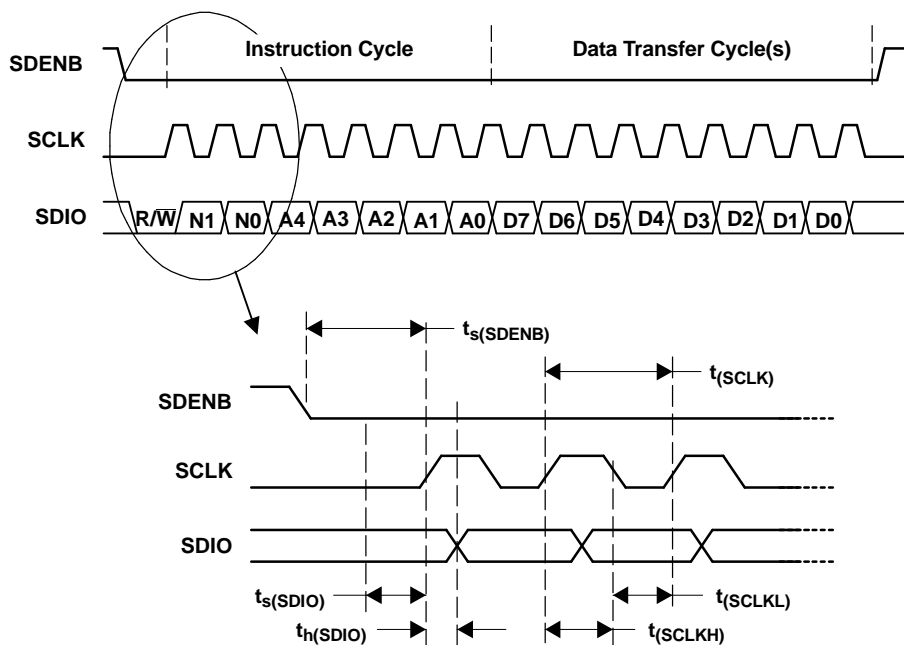 Instruction Cycle
Data Transfer Cycle(s)
SDENB
SCLK
SDIO
R/W̅ N1 N0 A4 A3 A2 A1 A0 D7 D6 D5 D4 D3 D2 D1 D0
ts(SDENB)
t(SCLK)
SDENB
SCLK
SDIO
ts(SDIO)
t(SCLKL)
th(SDIO)
t(SCLKH)